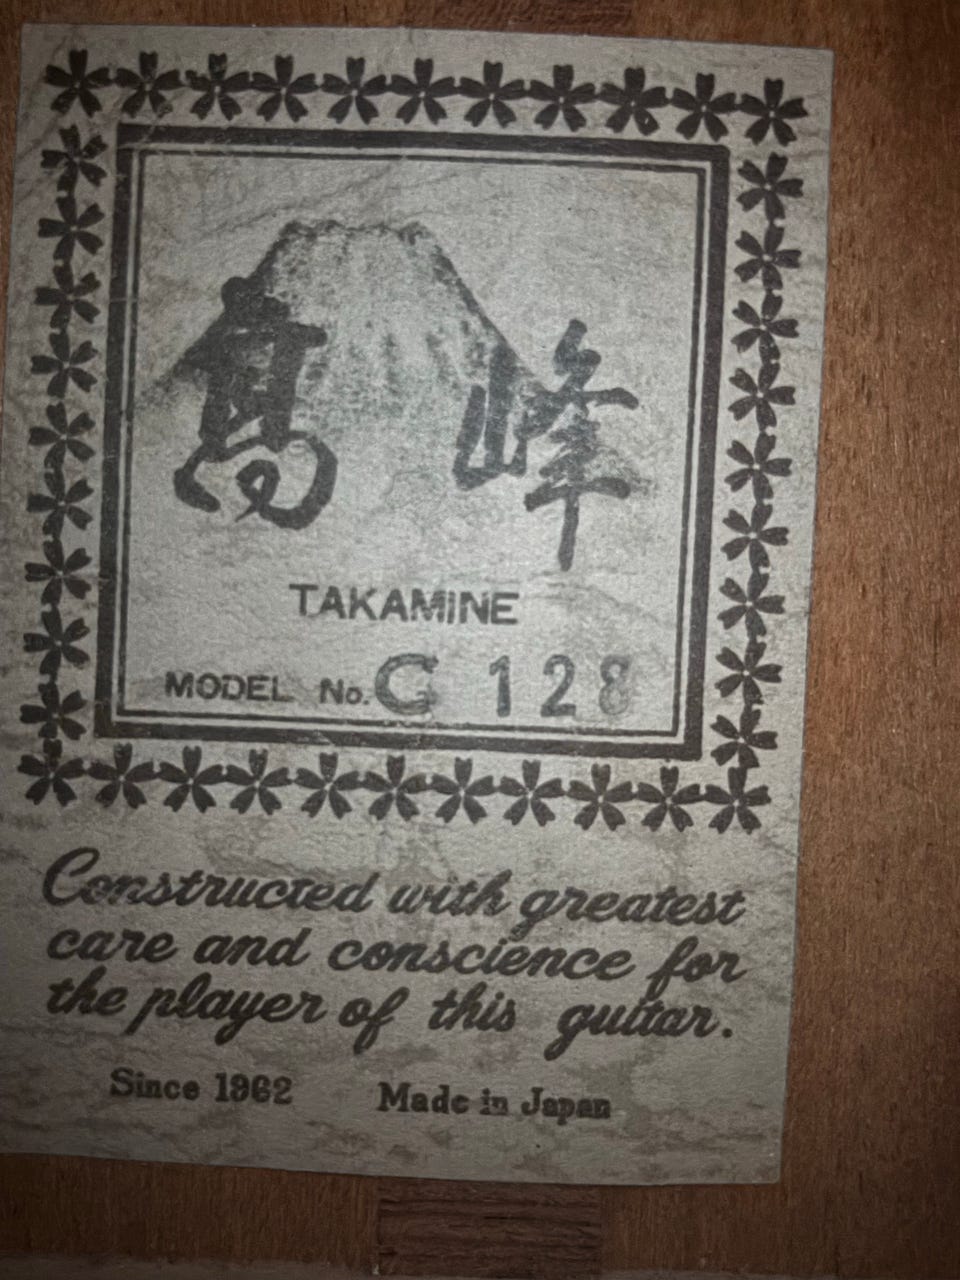 高峰
TAKAMINE
MODEL No. C 128
Constructed with greatest
care and conscience for
the player of this guitar.
Since 1962 Made in Japan